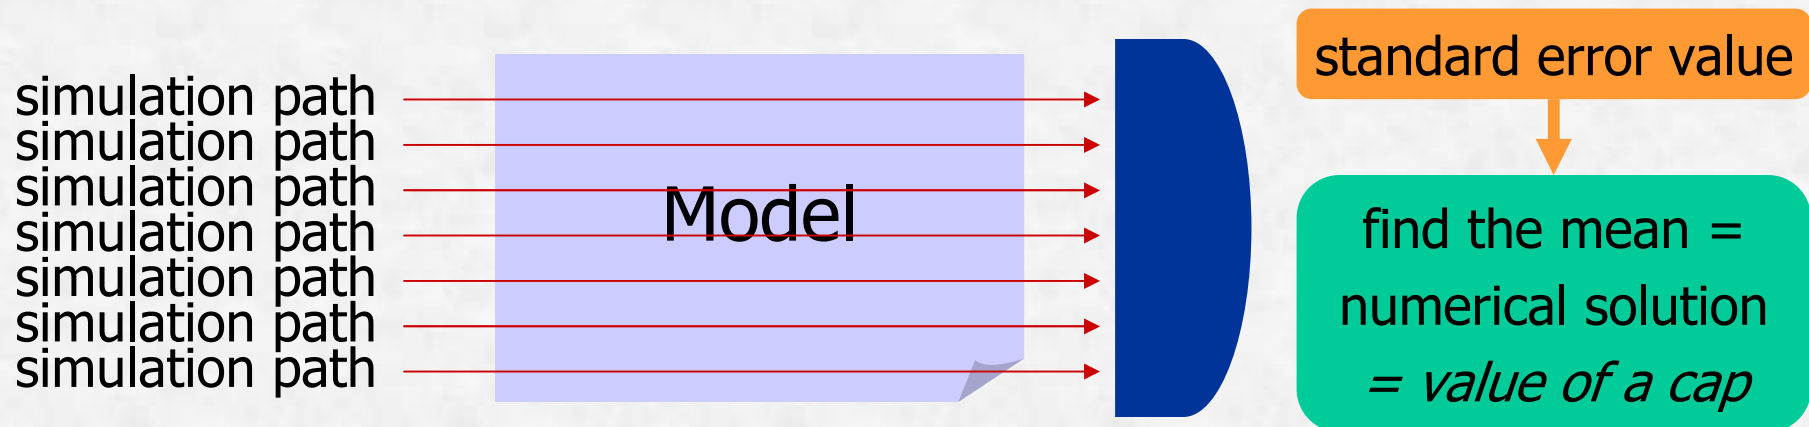 simulation path
simulation path
simulation path
simulation path
simulation path
simulation path
simulation path
Model
standard error value
find the mean =
numerical solution
= value of a cap